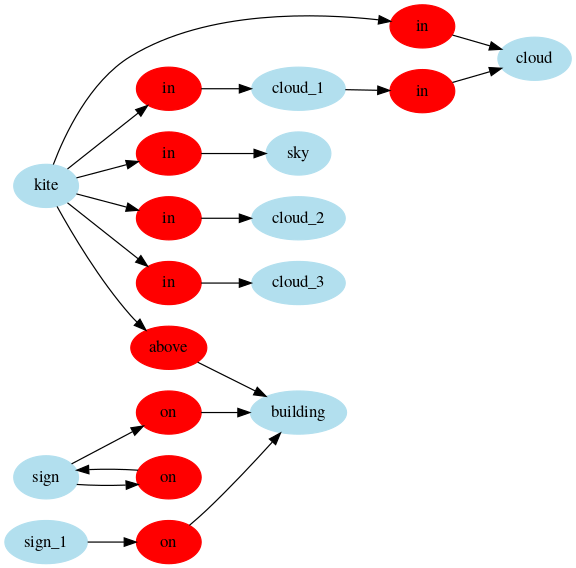 in
cloud
in
cloud_1
in
in
sky
kite
in
cloud_2
in
cloud_3
above
on
building
sign
on
sign_1
on